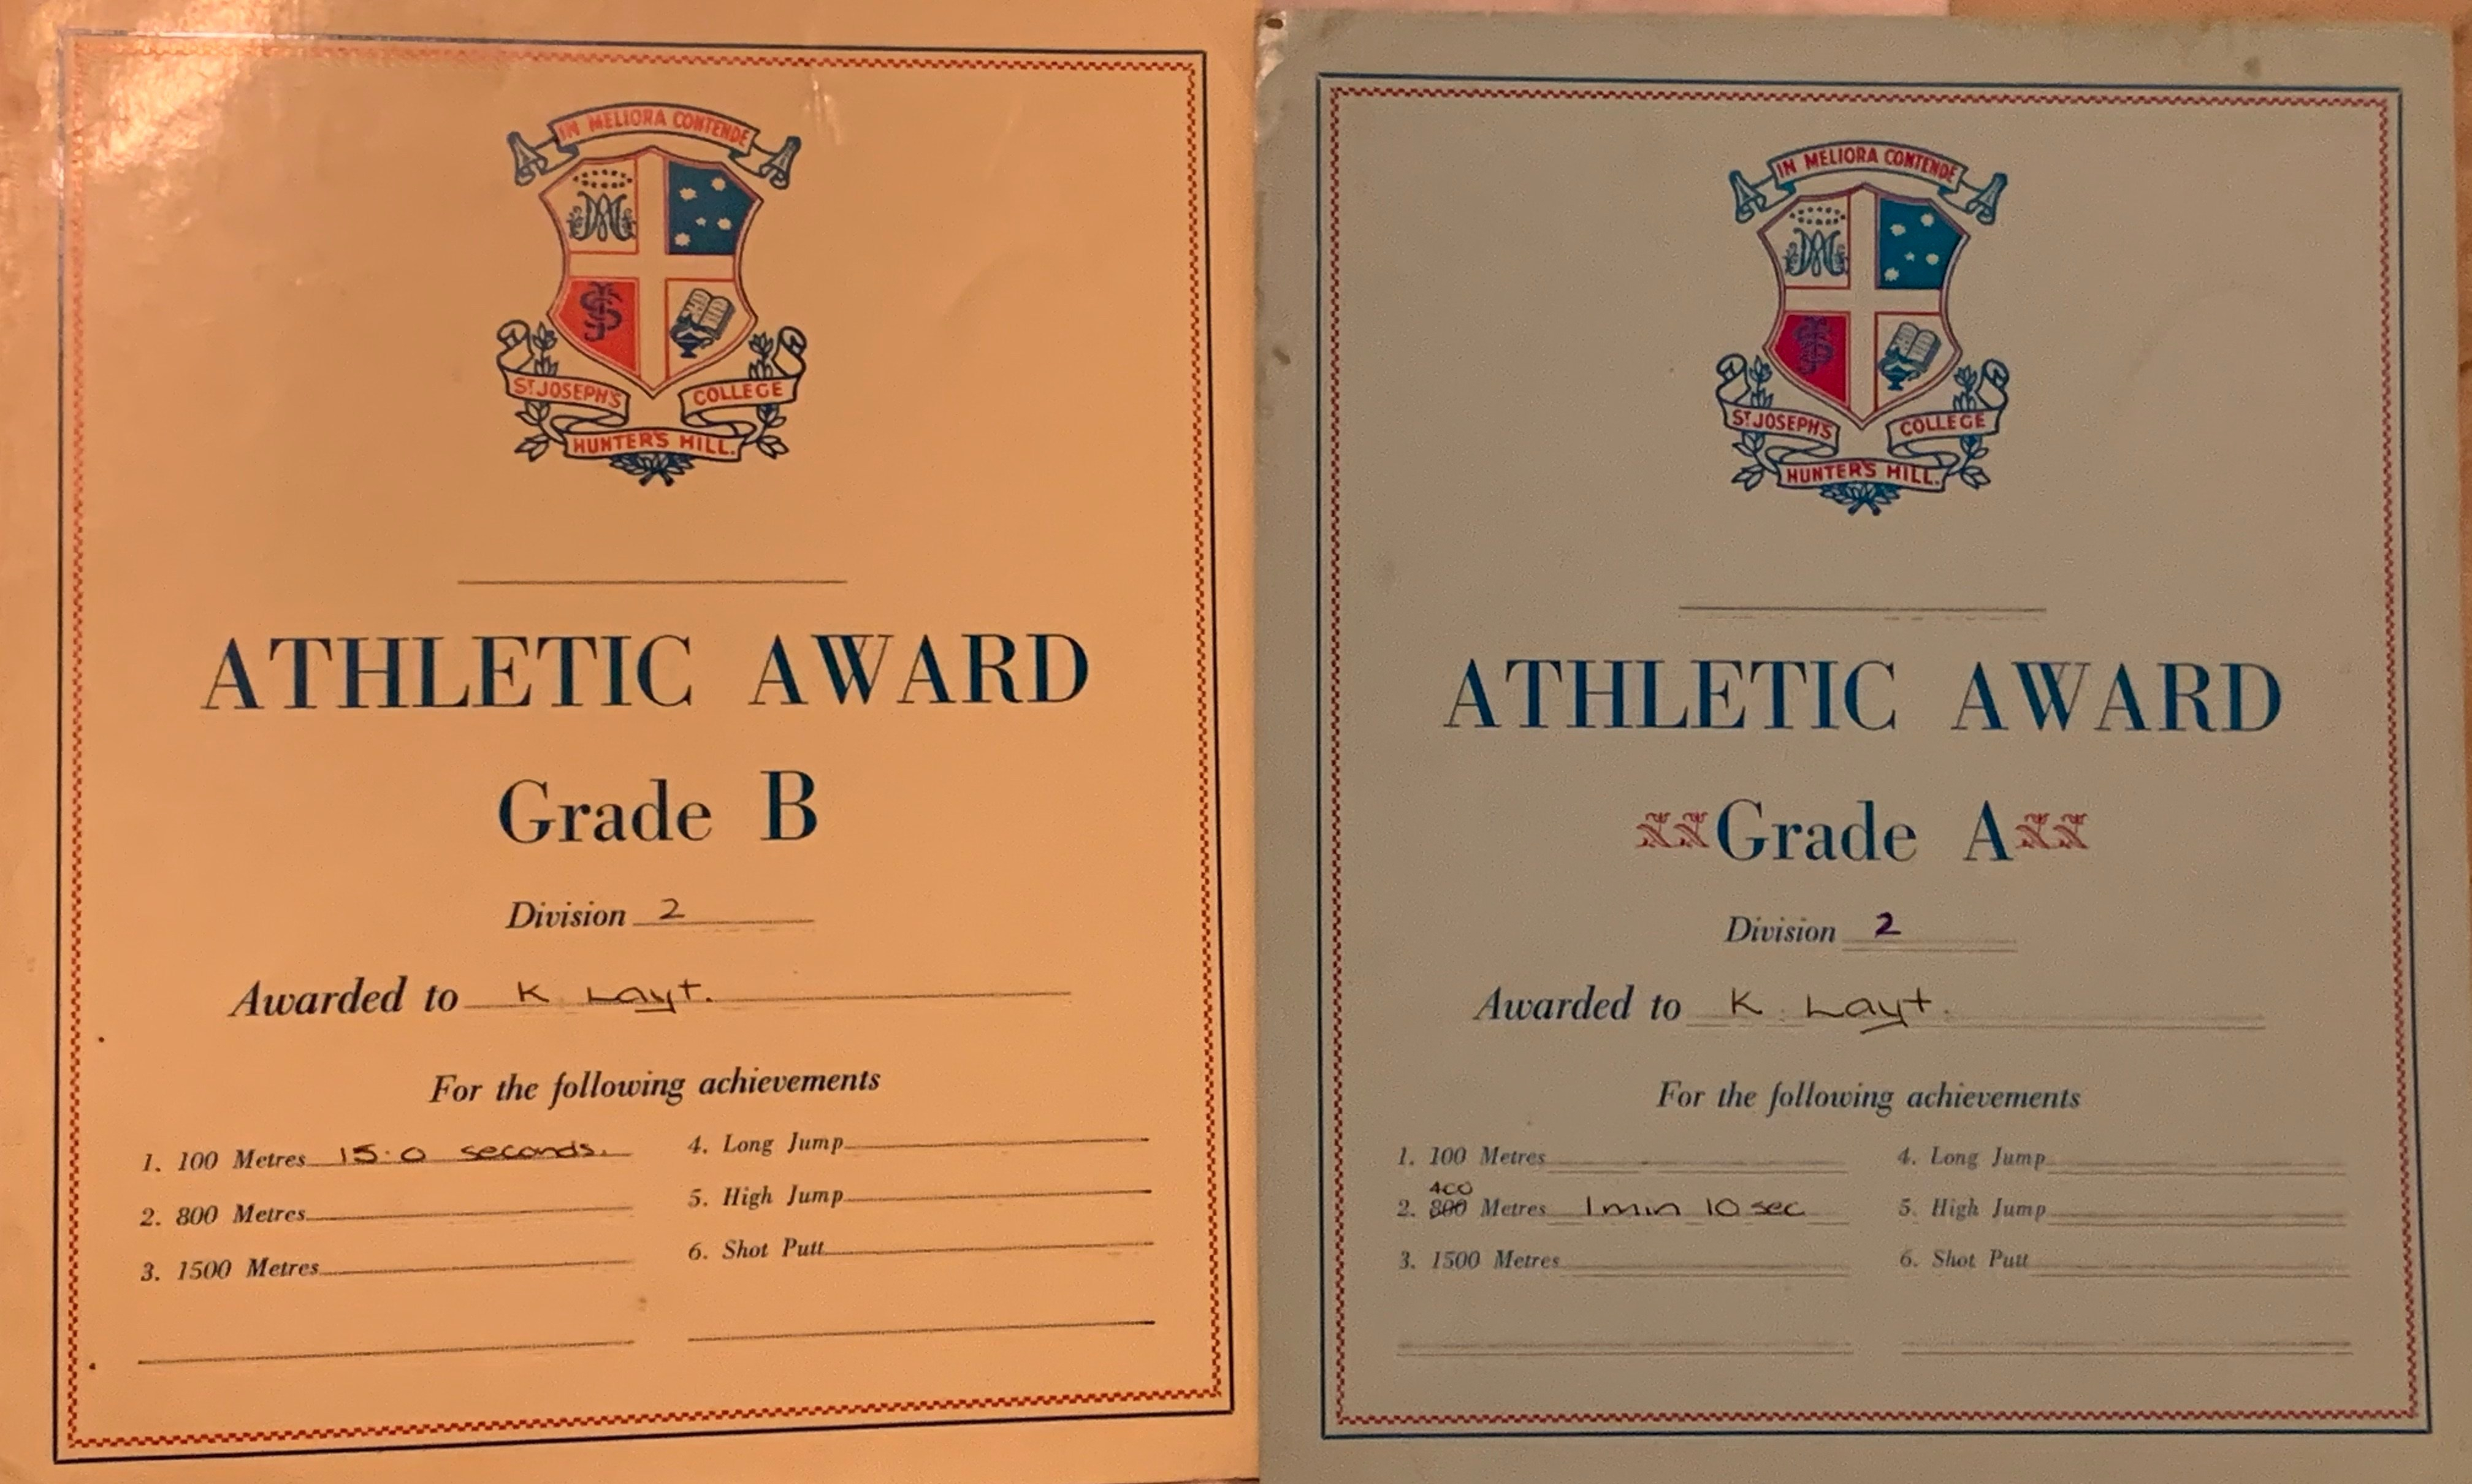 IN MELIORA CONTENDE
ST JOSEPH'S COLLEGE
HUNTER'S HILL.
ATHLETIC AWARD
Grade B
Division 2
Awarded to K Layt.
For the following achievements
1. 100 Metres 15.0 seconds.
2. 800 Metres
3. 1500 Metres
4. Long Jump
5. High Jump
6. Shot Putt
IN MELIORA CONTENDE
ST JOSEPH'S COLLEGE
HUNTER'S HILL.
ATHLETIC AWARD
Grade A
Division 2
Awarded to K. Layt.
For the following achievements
1. 100 Metres
400
2. 800 Metres 1 min 10 sec
3. 1500 Metres
4. Long Jump
5. High Jump
6. Shot Putt